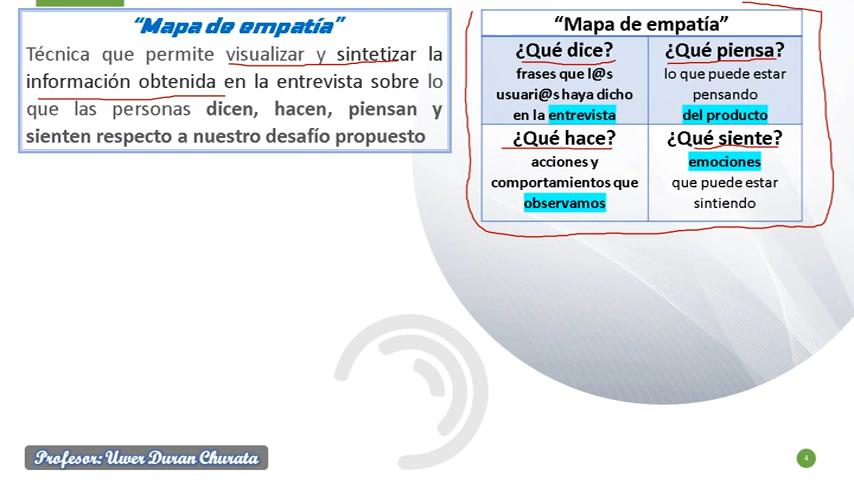 “Mapa de empatía”
Técnica que permite visualizar y sintetizar la
información obtenida en la entrevista sobre lo
que las personas dicen, hacen, piensan y
sienten respecto a nuestro desafío propuesto
“Mapa de empatía”
¿Qué dice?
frases que l@s
usuari@s haya dicho
en la entrevista
¿Qué piensa?
lo que puede estar
pensando
del producto
¿Qué hace?
acciones y
comportamientos que
observamos
¿Qué siente?
emociones
que puede estar
sintiendo
Profesor: Uwer Duran Churata
4